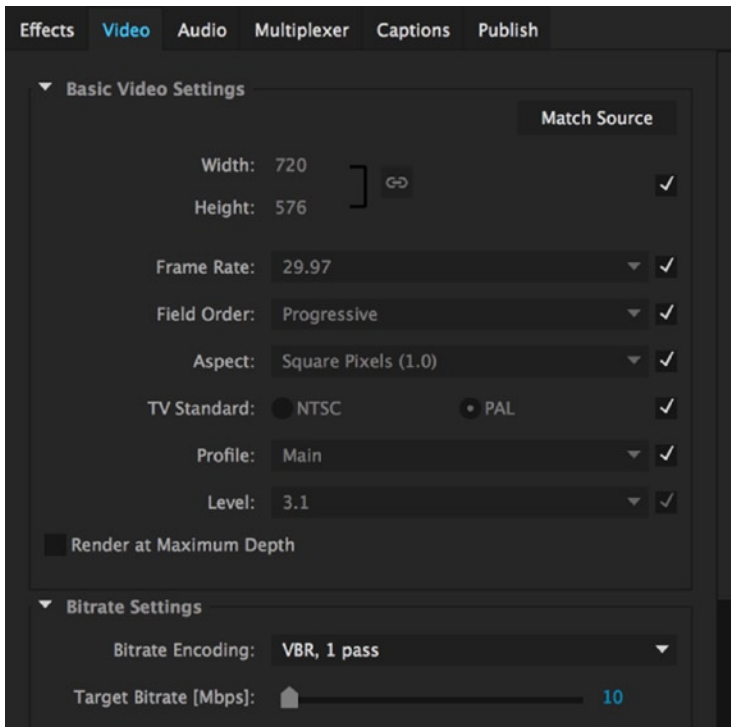 Effects Video Audio Multiplexer Captions Publish
Basic Video Settings
Match Source
Width: 720
Height: 576
Frame Rate: 29.97
Field Order: Progressive
Aspect: Square Pixels (1.0)
TV Standard: NTSC PAL
Profile: Main
Level: 3.1
Render at Maximum Depth
Bitrate Settings
Bitrate Encoding: VBR, 1 pass
Target Bitrate [Mbps]: 10